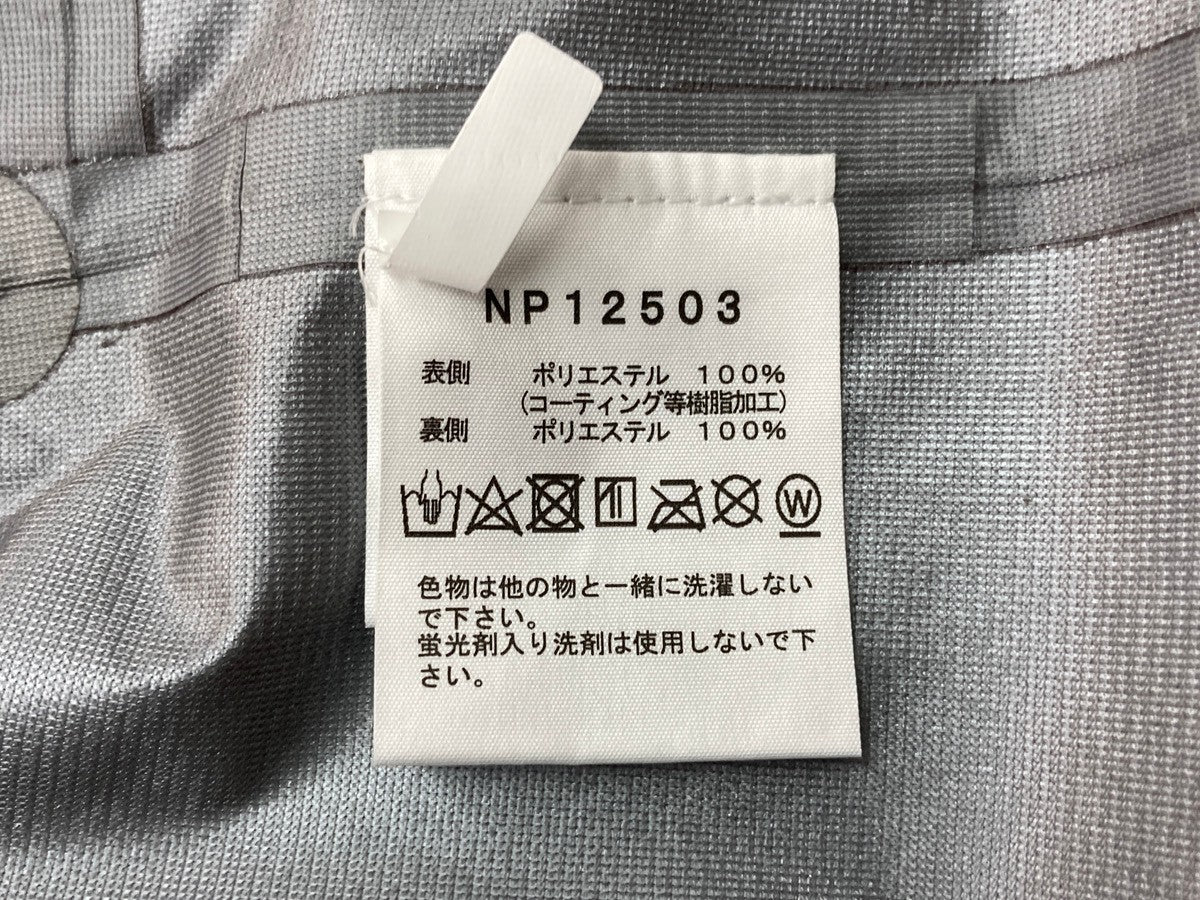 NP12503
表側 ポリエステル 100%
(コーティング等樹脂加工)
裏側 ポリエステル 100%
W
色物は他の物と一緒に洗濯しない
で下さい。
蛍光剤入り洗剤は使用しないで下
さい。